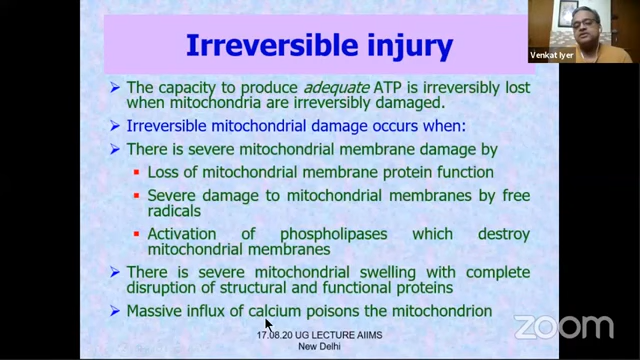 Irreversible injury
Venkat Iyer
The capacity to produce adequate ATP is irreversibly lost
when mitochondria are irreversibly damaged.
Irreversible mitochondrial damage occurs when:
There is severe mitochondrial membrane damage by
Loss of mitochondrial membrane protein function
Severe damage to mitochondrial membranes by free
radicals
Activation of phospholipases which destroy
mitochondrial membranes
There is severe mitochondrial swelling with complete
disruption of structural and functional proteins
Massive influx of calcium poisons the mitochondrion
17.08.20 UG LECTURE AIIMS
New Delhi
zoom